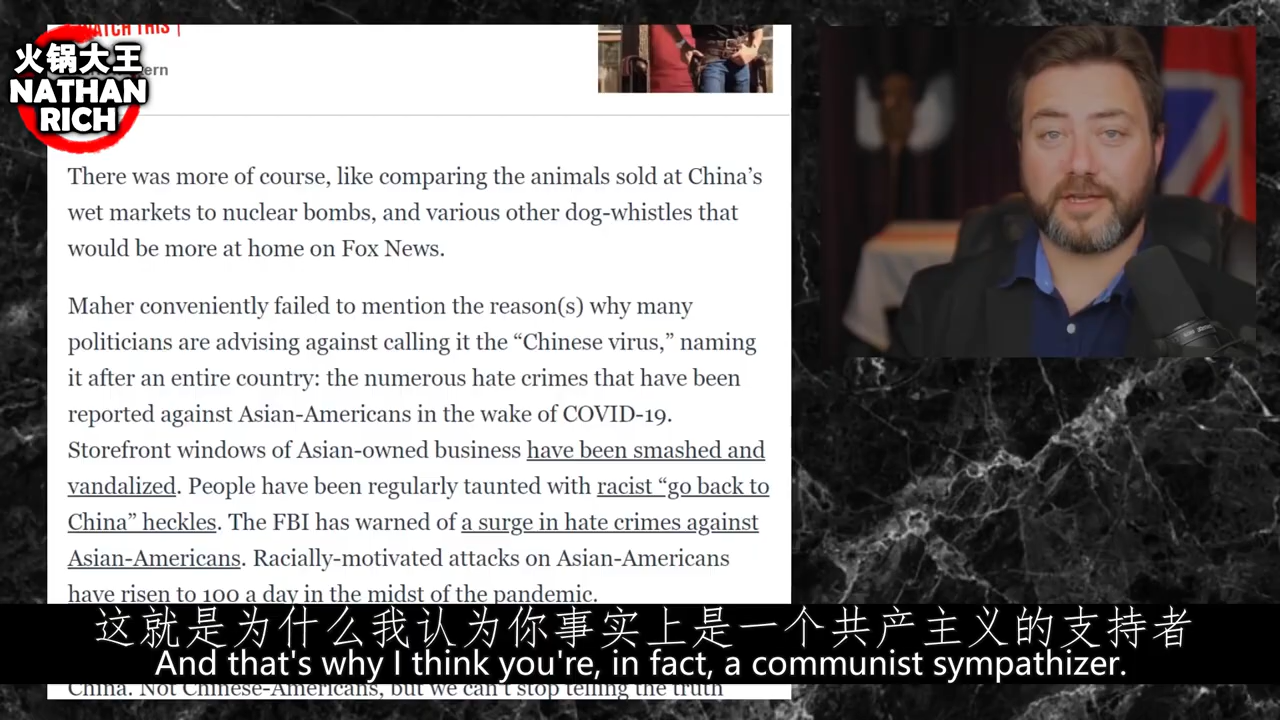 WATCH THIS |
火锅大王
NATHAN
RICH
There was more of course, like comparing the animals sold at China’s
wet markets to nuclear bombs, and various other dog-whistles that
would be more at home on Fox News.
Maher conveniently failed to mention the reason(s) why many
politicians are advising against calling it the “Chinese virus,” naming
it after an entire country: the numerous hate crimes that have been
reported against Asian-Americans in the wake of COVID-19.
Storefront windows of Asian-owned business have been smashed and
vandalized. People have been regularly taunted with racist “go back to
China” heckles. The FBI has warned of a surge in hate crimes against
Asian-Americans. Racially-motivated attacks on Asian-Americans
have risen to 100 a day in the midst of the pandemic.
这就是为什么我认为你事实上是一个共产主义的支持者
And that's why I think you're, in fact, a communist sympathizer.
China. Not Chinese-Americans, but we can't stop telling the truth